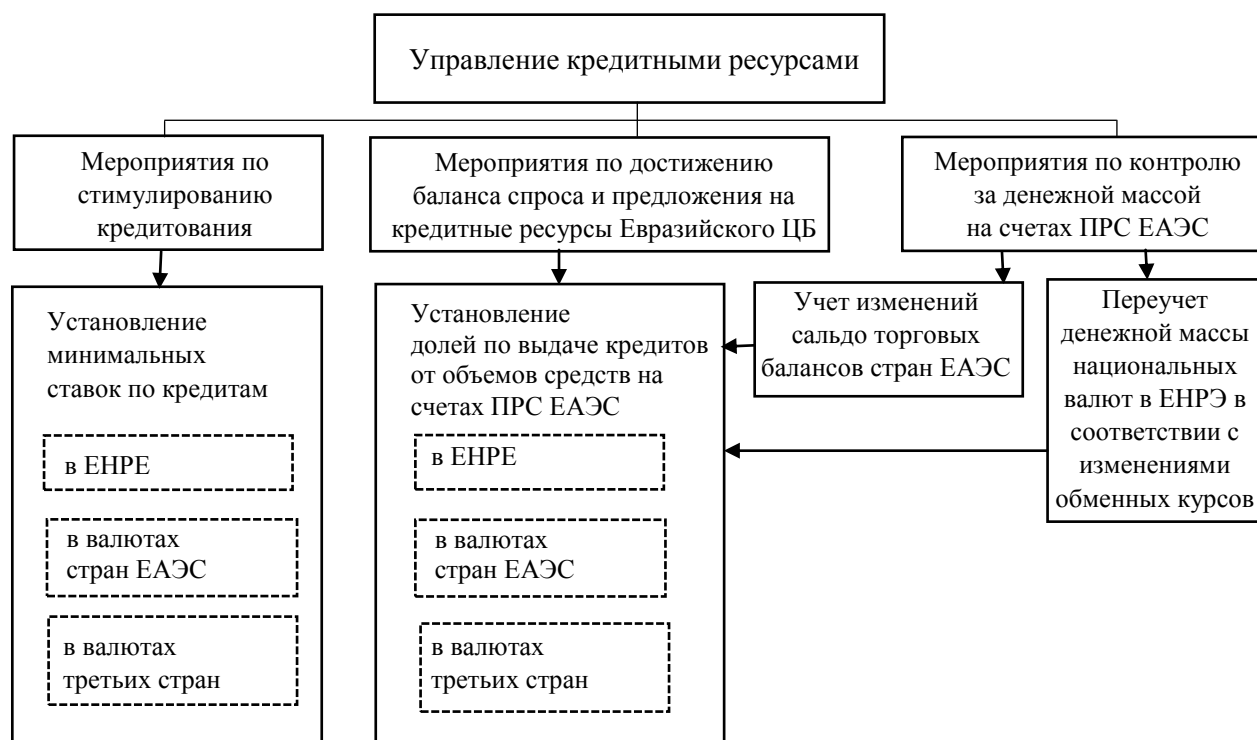 Управление кредитными ресурсами
Мероприятия по
стимулированию
кредитования
Мероприятия по достижению
баланса спроса и предложения на
кредитные ресурсы Евразийского ЦБ
Мероприятия по контролю
за денежной массой
на счетах ПРС ЕАЭС
Установление
минимальных
ставок по кредитам
в ЕНРЕ
в валютах
стран ЕАЭС
в валютах
третьих стран
Установление
долей по выдаче кредитов
от объемов средств на
счетах ПРС ЕАЭС
в ЕНРЕ
в валютах
стран ЕАЭС
в валютах
третьих стран
Учет изменений
сальдо торговых
балансов стран ЕАЭС
Переучет
денежной массы
национальных
валют в ЕНРЭ в
соответствии с
изменениями
обменных курсов